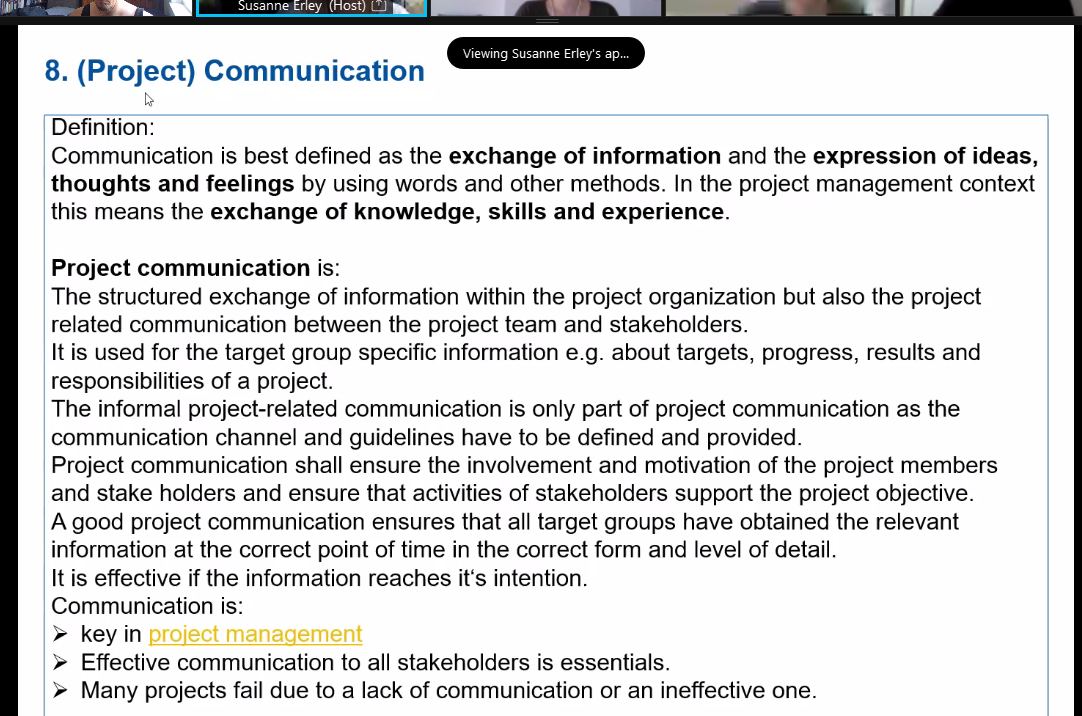 Susanne Erley (Host)
Viewing Susanne Erley's ap...
8. (Project) Communication
Definition:
Communication is best defined as the exchange of information and the expression of ideas,
thoughts and feelings by using words and other methods. In the project management context
this means the exchange of knowledge, skills and experience.
Project communication is:
The structured exchange of information within the project organization but also the project
related communication between the project team and stakeholders.
It is used for the target group specific information e.g. about targets, progress, results and
responsibilities of a project.
The informal project-related communication is only part of project communication as the
communication channel and guidelines have to be defined and provided.
Project communication shall ensure the involvement and motivation of the project members
and stake holders and ensure that activities of stakeholders support the project objective.
A good project communication ensures that all target groups have obtained the relevant
information at the correct point of time in the correct form and level of detail.
It is effective if the information reaches it‘s intention.
Communication is:
➢ key in project management
➢ Effective communication to all stakeholders is essentials.
➢ Many projects fail due to a lack of communication or an ineffective one.